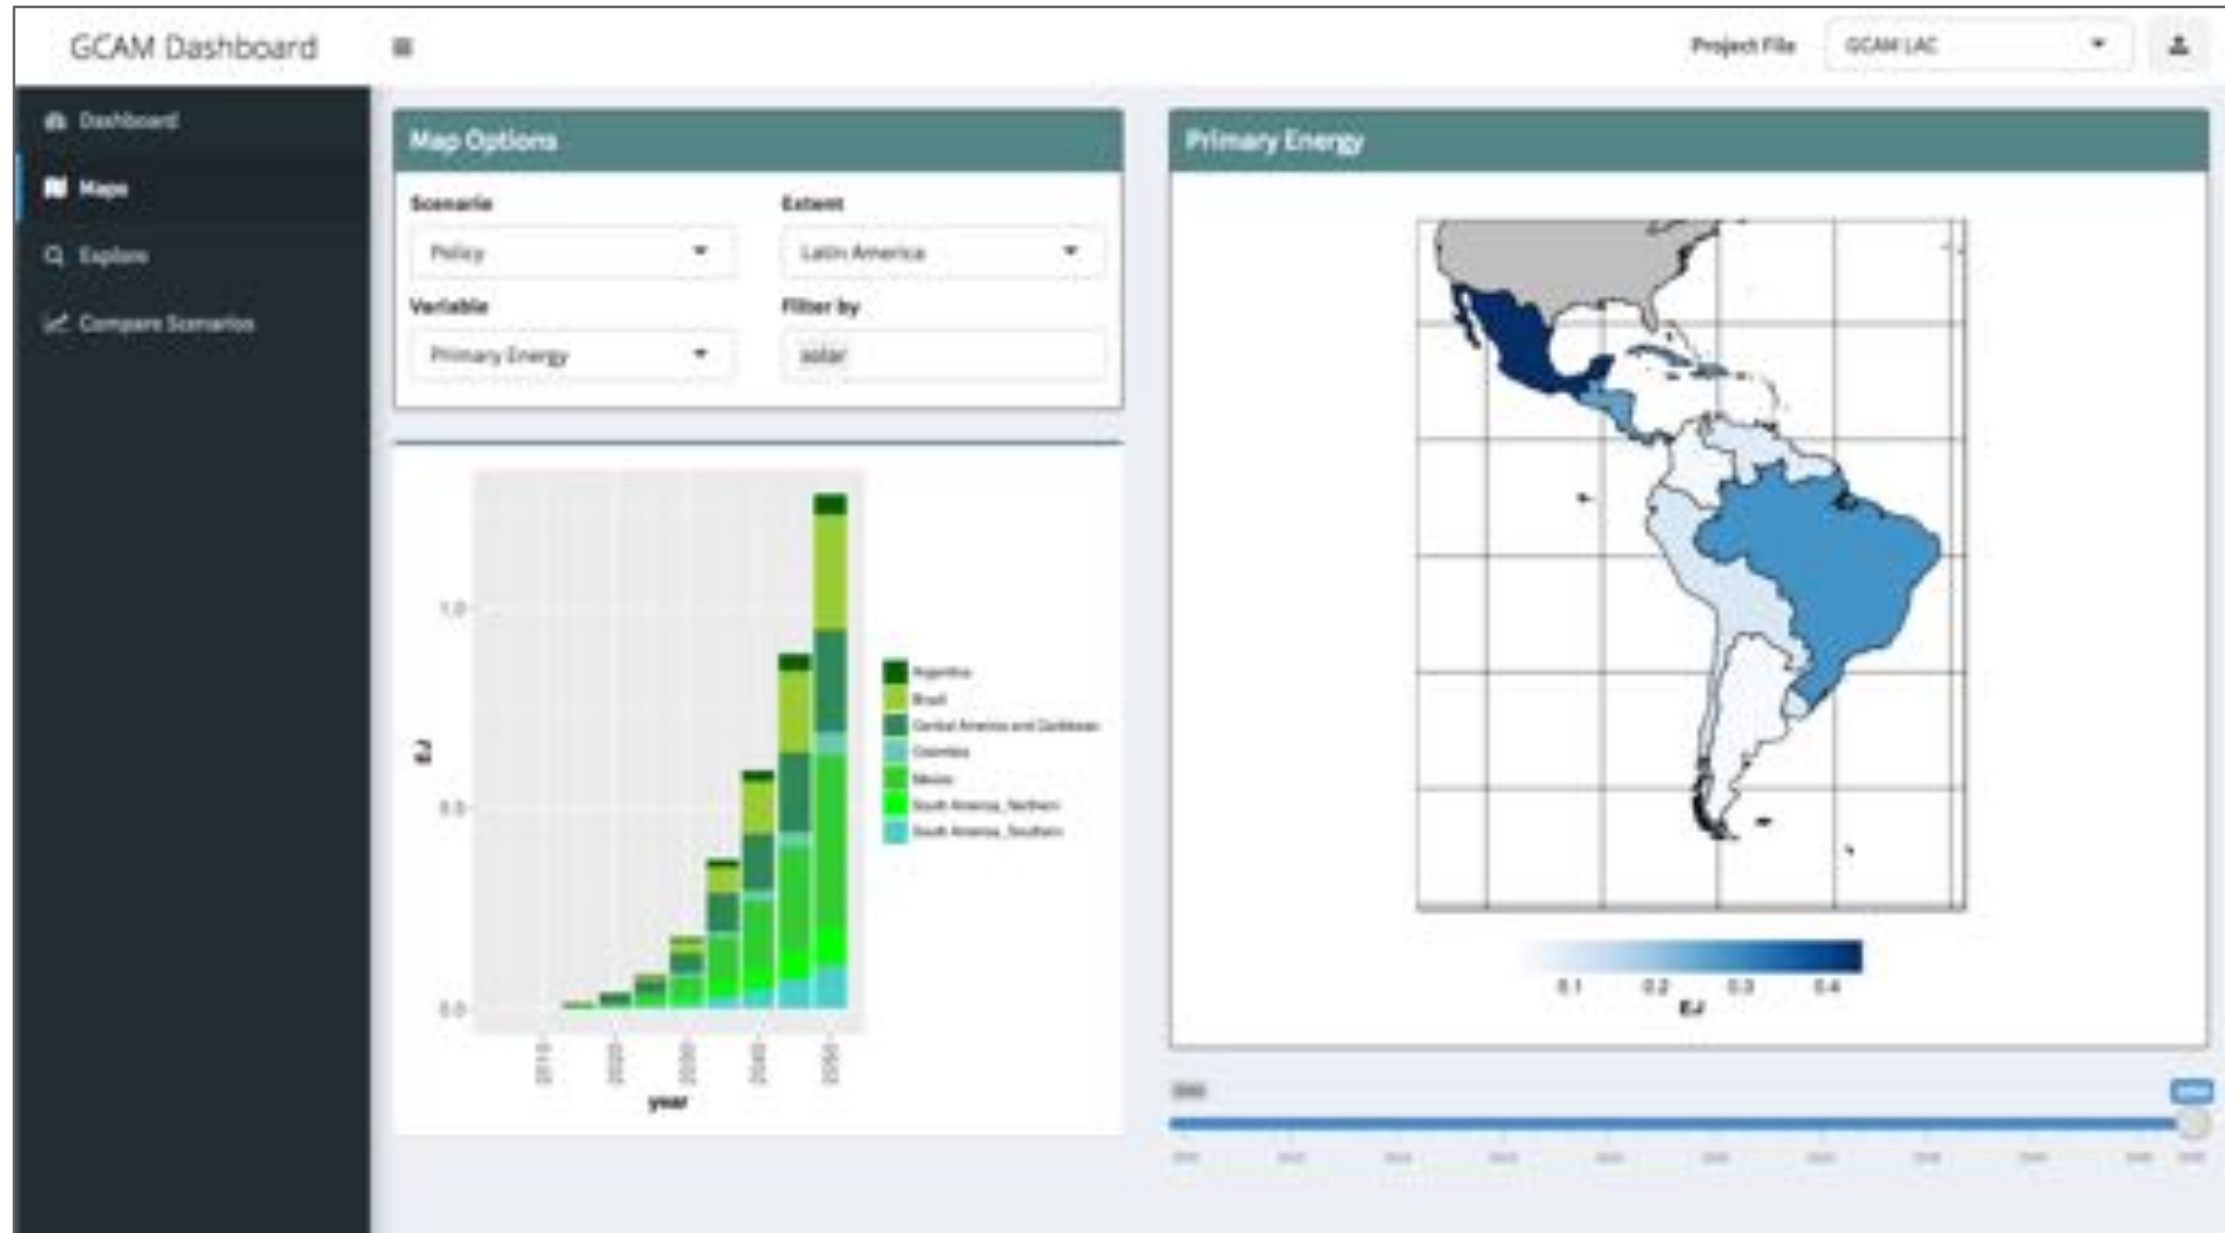 GCAM Dashboard
Project File
GCAM LAC
Dashboard
Maps
Explore
Compare Scenarios
Map Options
Scenario
Extent
Policy
Latin America
Variable
Filter by
Primary Energy
solar
EJ
1.0
0.5
0.0
2010
2020
2030
2040
2050
year
Argentina
Brazil
Central America and Caribbean
Colombia
Mexico
South America_Northern
South America_Southern
Primary Energy
0.1
0.2
0.3
0.4
EJ